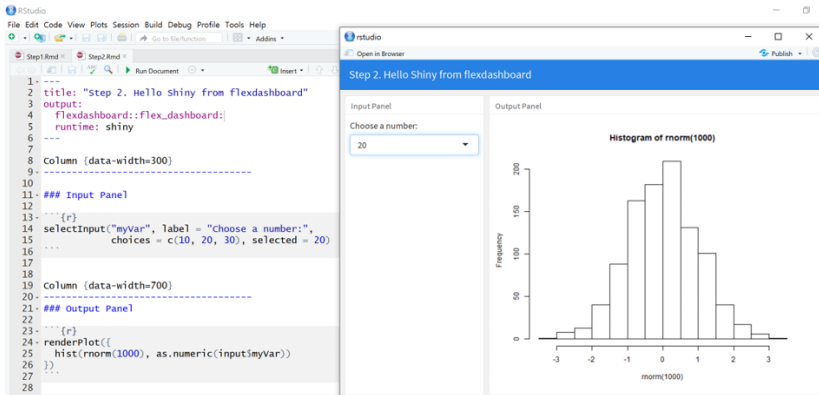 RStudio
File Edit Code View Plots Session Build Debug Profile Tools Help
Go to file/function
Addins
Step1.Rmd × Step2.Rmd ×
Run Document
Insert
1 ---
2 title: "Step 2. Hello Shiny from flexdashboard"
3 output:
4 flexdashboard::flex_dashboard:
5 runtime: shiny
6 ---
7
8 Column {data-width=300}
9 -------------------------------------
10
11 ### Input Panel
12
13 ```{r}
14 selectInput("myVar", label = "Choose a number:",
15 choices = c(10, 20, 30), selected = 20)
16 ```
17
18
19 Column {data-width=700}
20 -------------------------------------
21 ### Output Panel
22
23 ```{r}
24 renderPlot({
25 hist(rnorm(1000), as.numeric(input$myVar))
26 })
27 ```
28
rstudio
Open in Browser
Publish
Step 2. Hello Shiny from flexdashboard
Input Panel
Choose a number:
20
Output Panel
Histogram of rnorm(1000)
Frequency
200
150
100
50
0
-3 -2 -1 0 1 2 3
rnorm(1000)